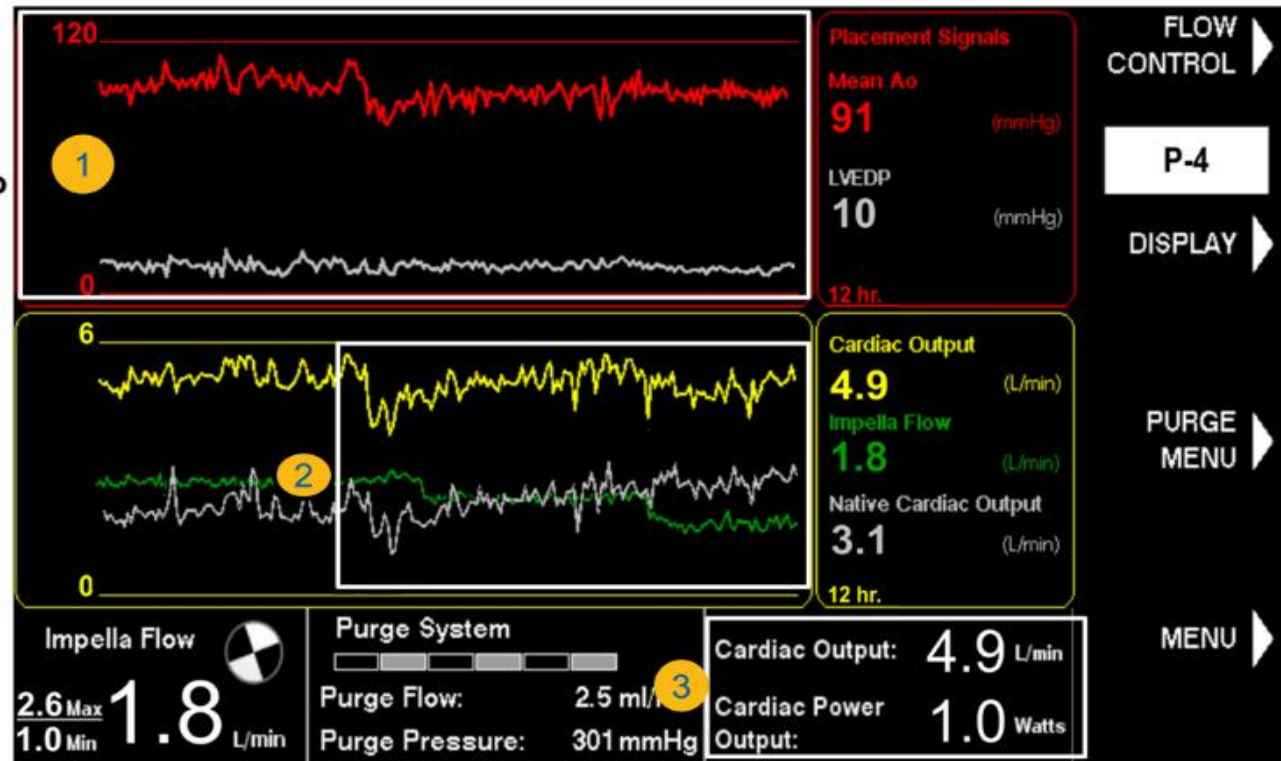 120
0
1
Placement Signals
Mean Ao
91 (mmHg)
LVEDP
10 (mmHg)
12 hr.
FLOW
CONTROL
P-4
DISPLAY
PURGE
MENU
MENU
6
0
2
Cardiac Output
4.9 (L/min)
Impella Flow
1.8 (L/min)
Native Cardiac Output
3.1 (L/min)
12 hr.
Impella Flow
2.6 Max
1.0 Min
1.8 L/min
Purge System
Purge Flow: 2.5 ml/
Purge Pressure: 301 mmHg
3
Cardiac Output: 4.9 L/min
Cardiac Power
Output: 1.0 Watts